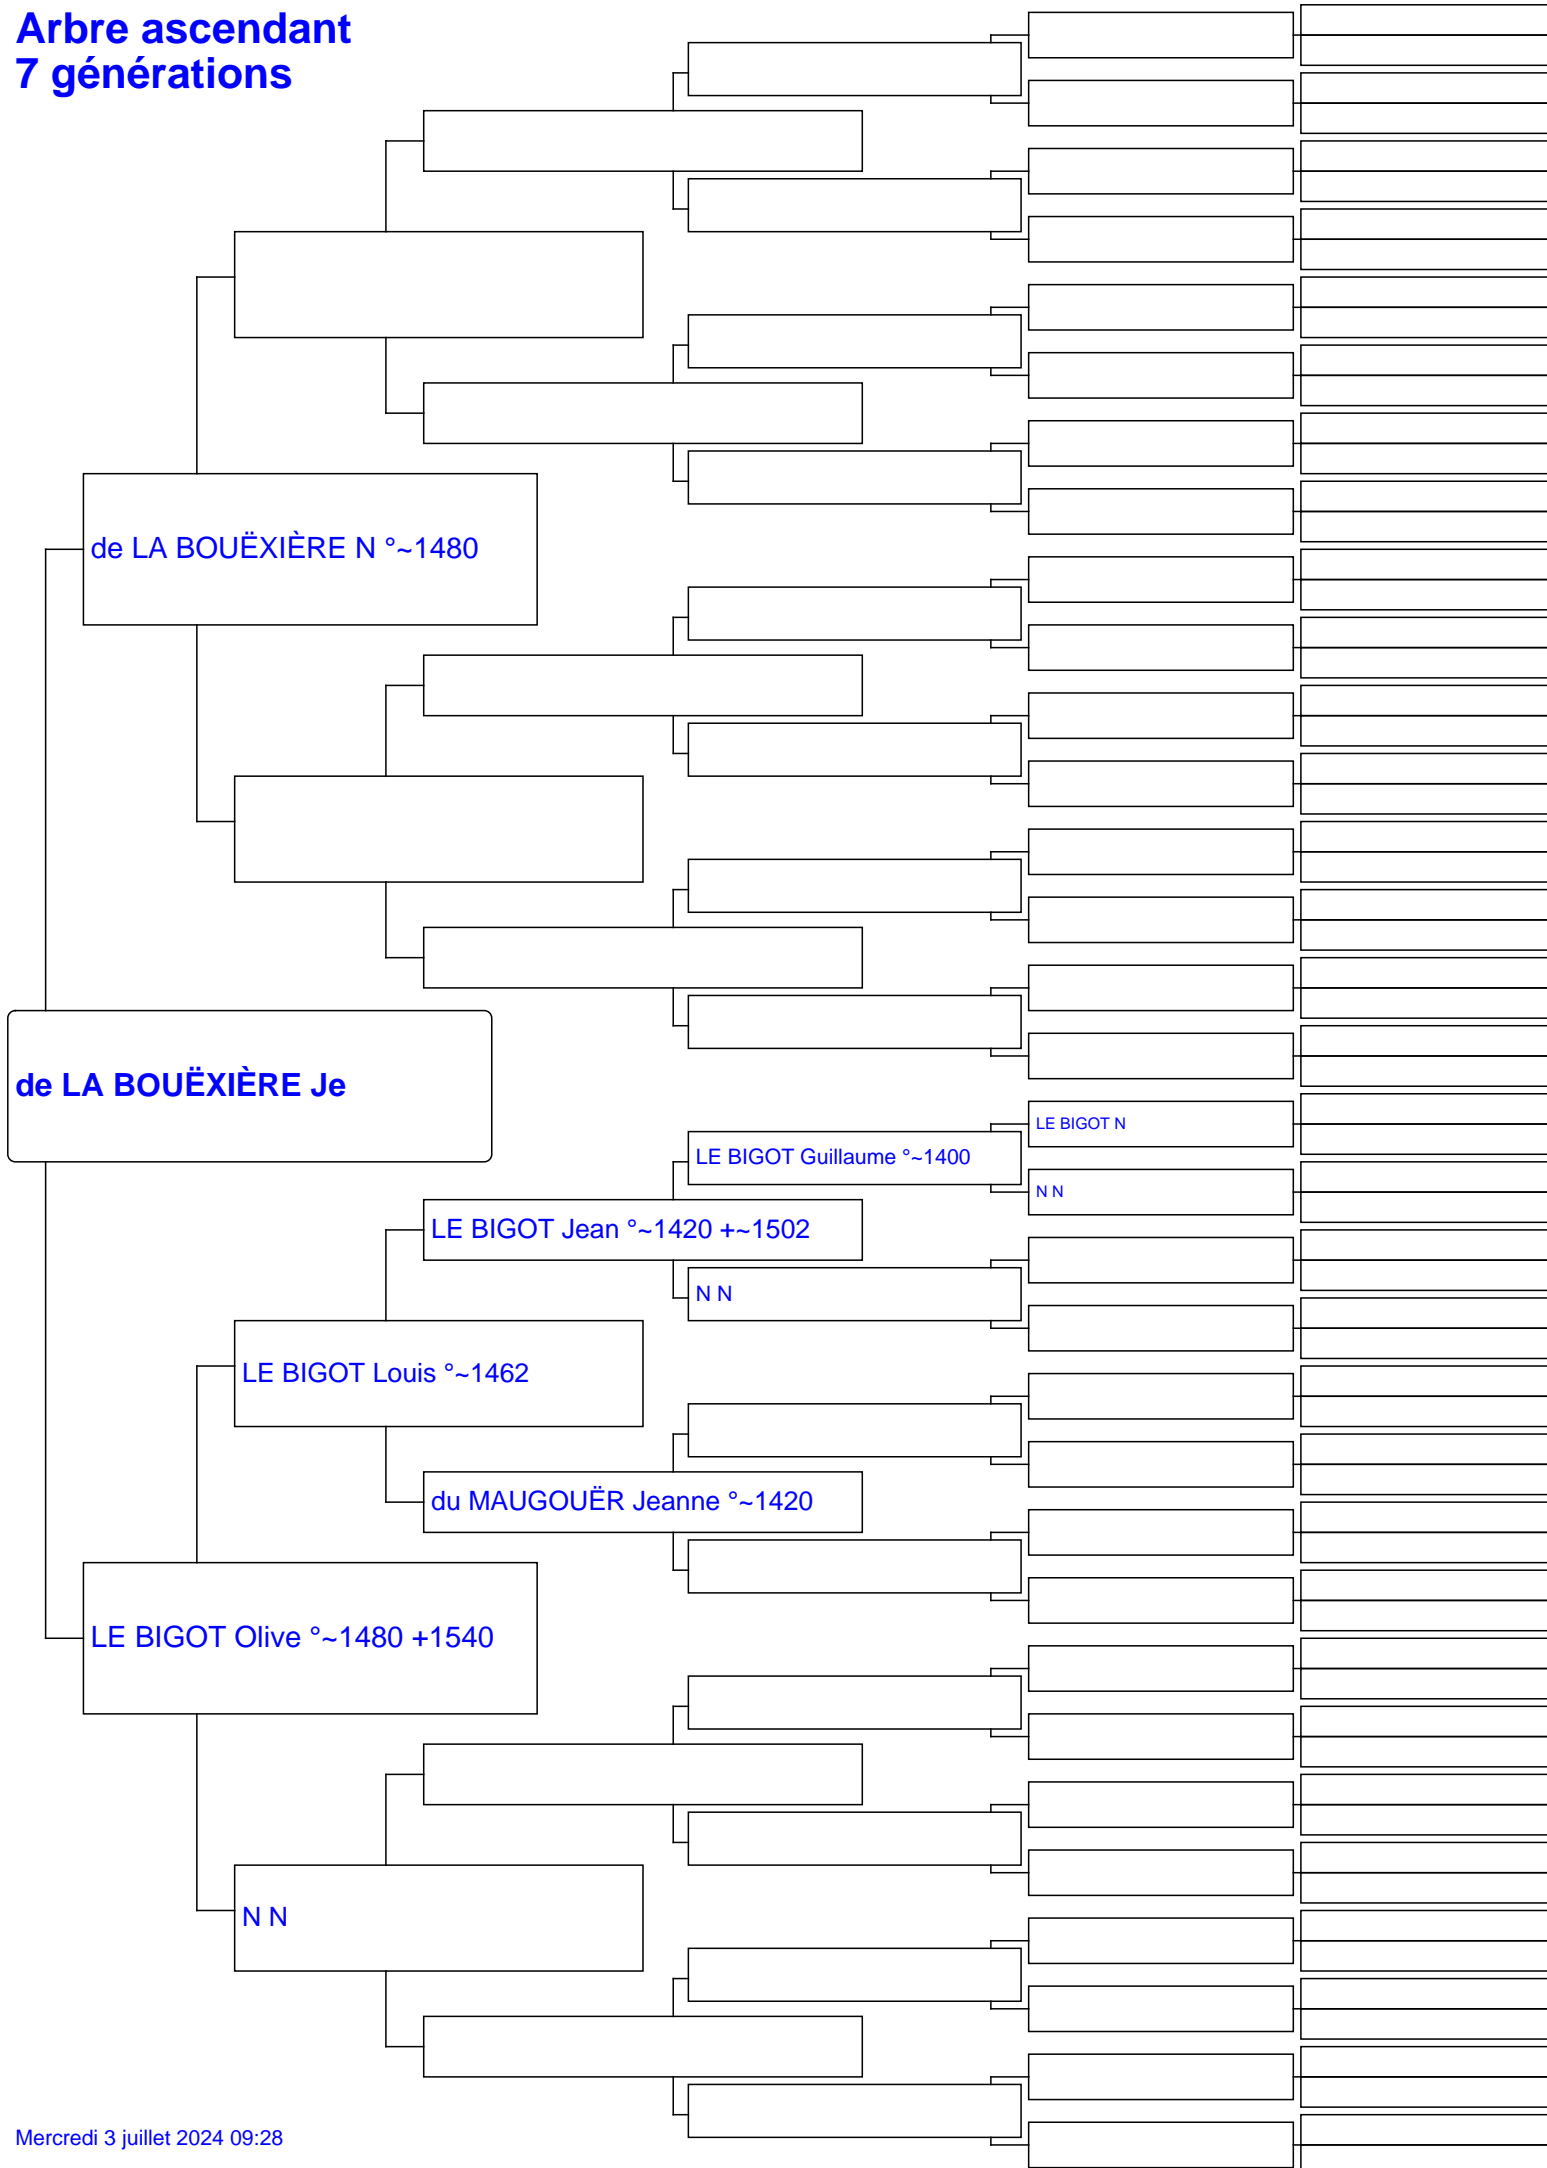 Arbre ascendant
7 générations
de LA BOUËXIÈRE N °~1480
de LA BOUËXIÈRE Je
LE BIGOT N
LE BIGOT Guillaume °~1400
N N
LE BIGOT Jean °~1420 +~1502
N N
LE BIGOT Louis °~1462
du MAUGOUËR Jeanne °~1420
LE BIGOT Olive °~1480 +1540
N N
Mercredi 3 juillet 2024 09:28